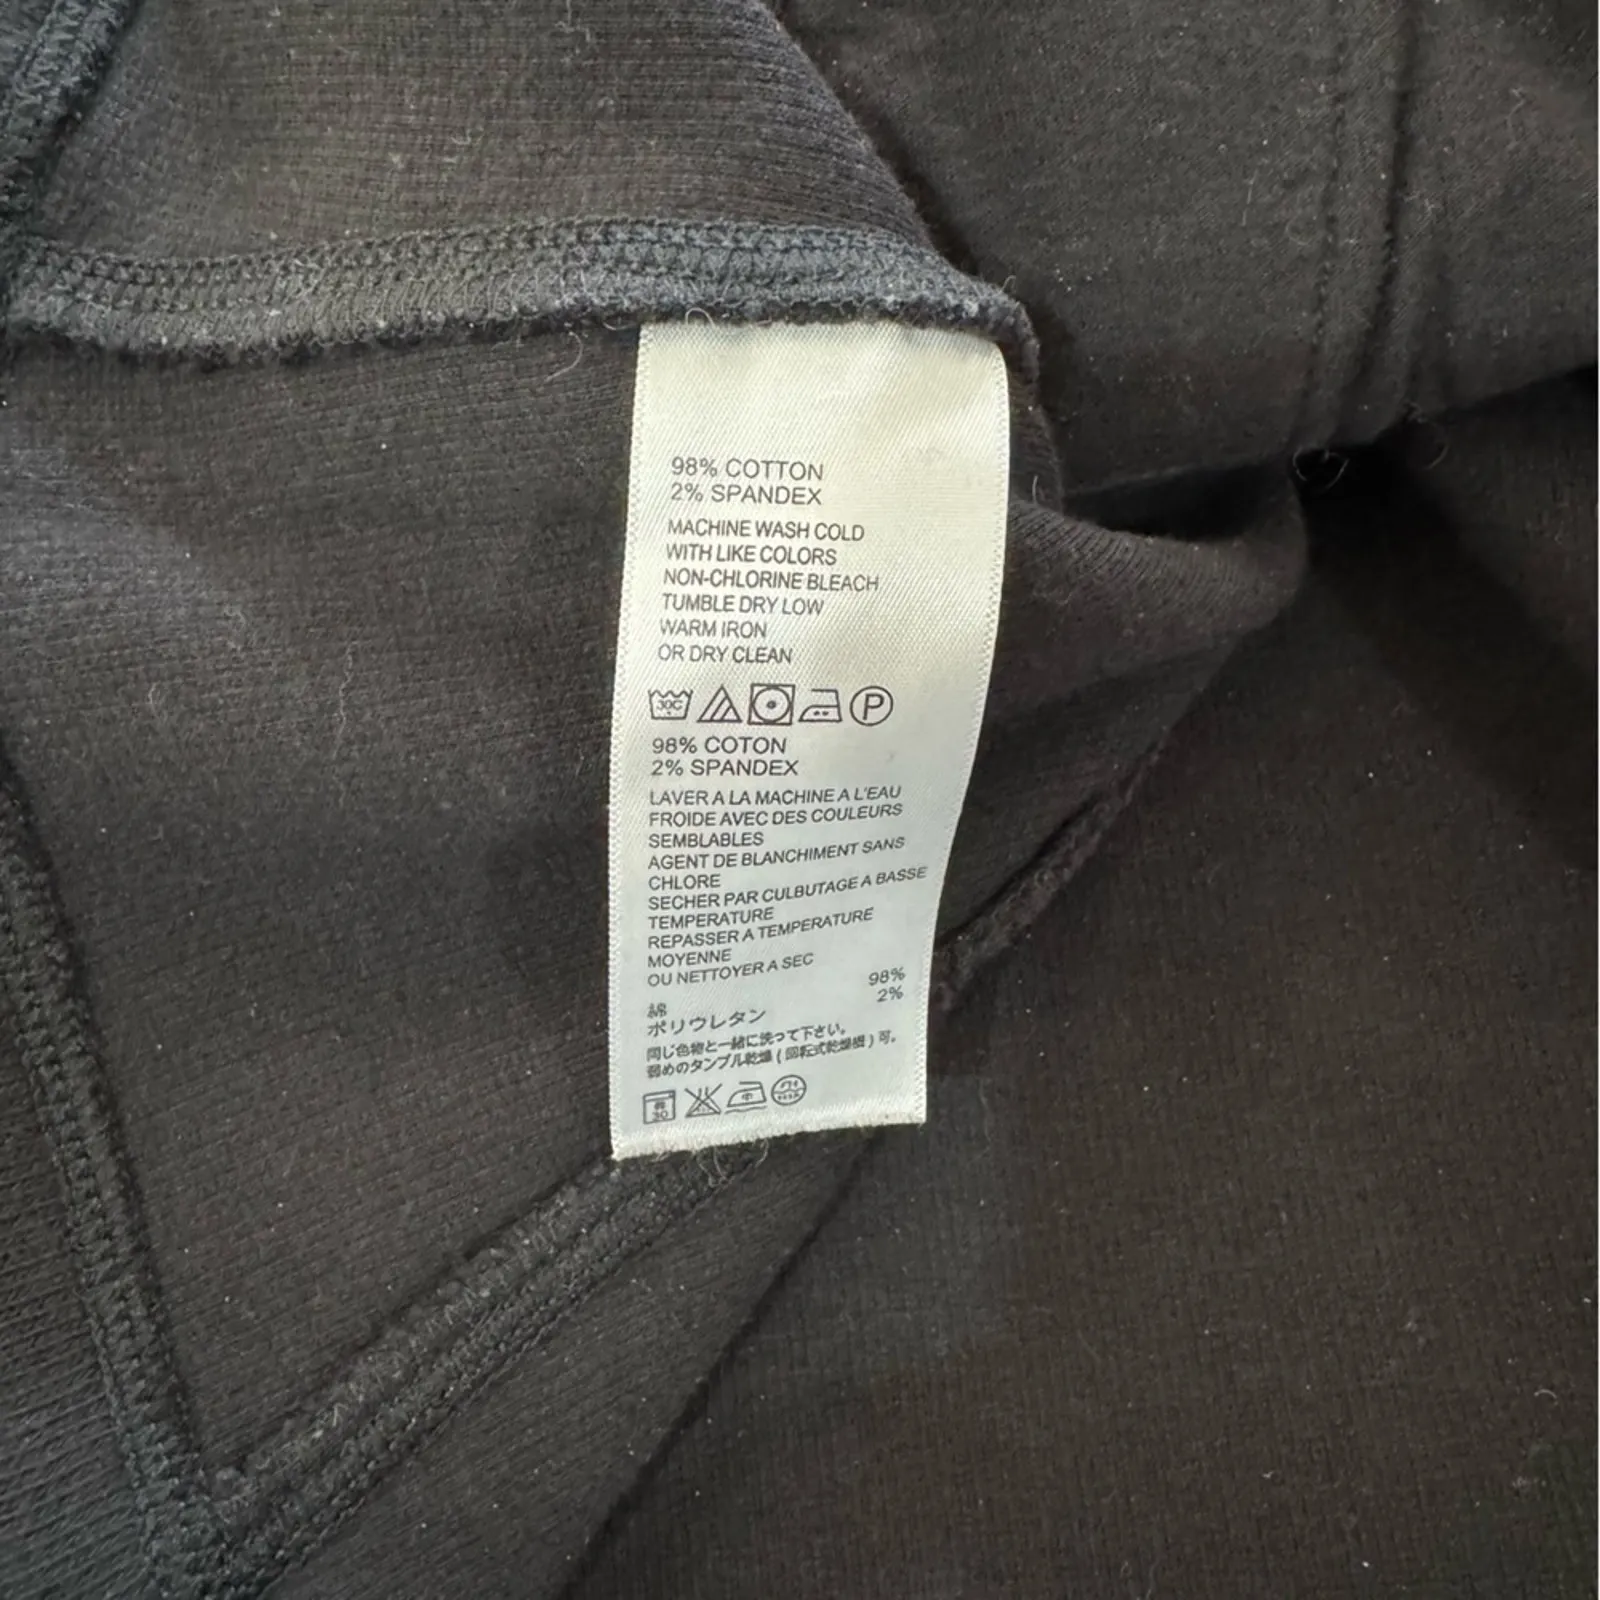 98% COTTON
2% SPANDEX
MACHINE WASH COLD
WITH LIKE COLORS
NON-CHLORINE BLEACH
TUMBLE DRY LOW
WARM IRON
OR DRY CLEAN
30C P
98% COTON
2% SPANDEX
LAVER A LA MACHINE A L'EAU
FROIDE AVEC DES COULEURS
SEMBLABLES
AGENT DE BLANCHIMENT SANS
CHLORE
SECHER PAR CULBUTAGE A BASSE
TEMPERATURE
REPASSER A TEMPERATURE
MOYENNE
OU NETTOYER A SEC
綿 98%
ポリウレタン 2%
同じ色物と一緒に洗って下さい。
弱めのタンブル乾燥(回転式乾燥機)可。
30 中